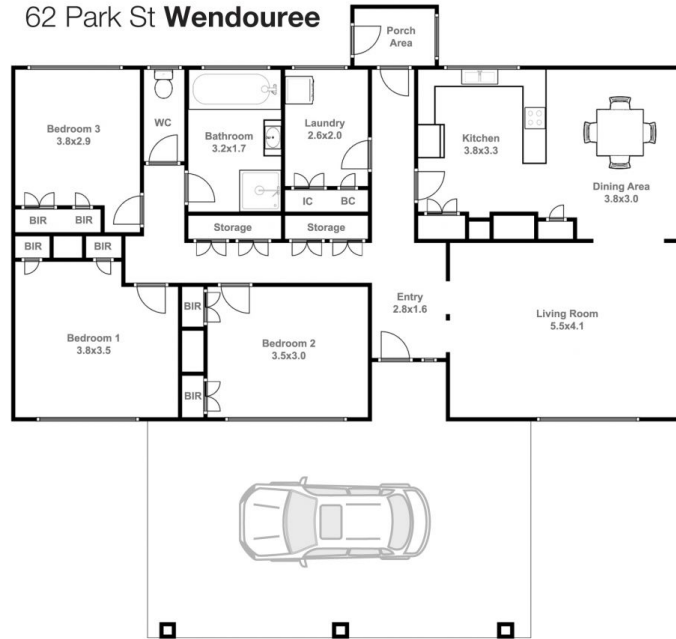 62 Park St Wendouree
Porch
Area
Bedroom 3
3.8x2.9
WC
Bathroom
3.2x1.7
Laundry
2.6x2.0
Kitchen
3.8x3.3
Dining Area
3.8x3.0
BIR
BIR
IC
BC
Storage
Storage
BIR
BIR
Bedroom 1
3.8x3.5
BIR
Bedroom 2
3.5x3.0
BIR
Entry
2.8x1.6
Living Room
5.5x4.1